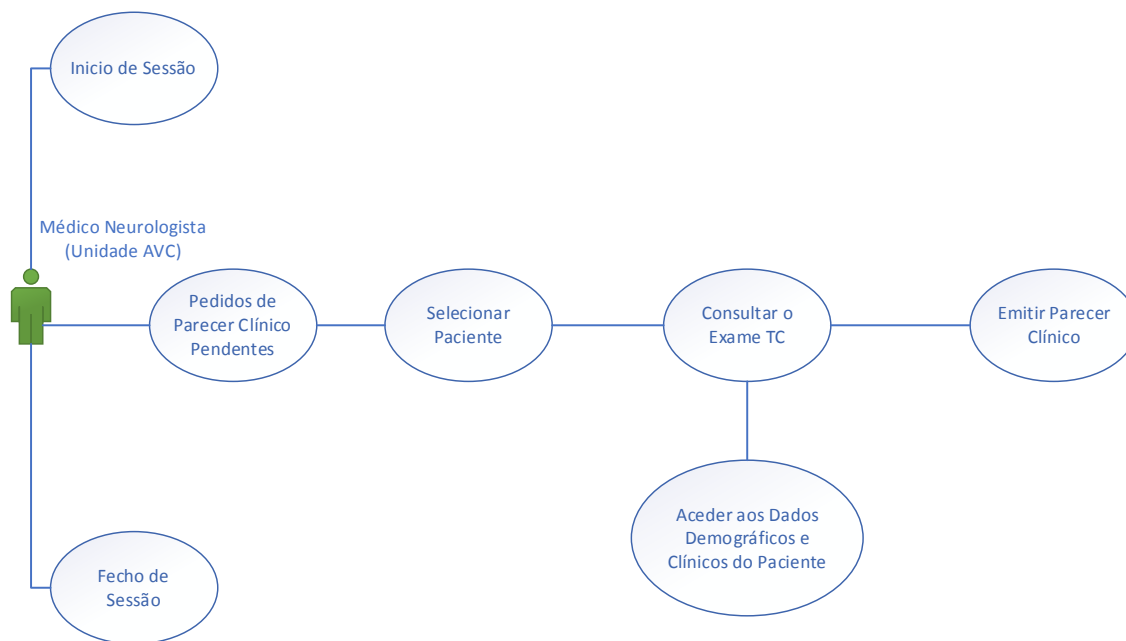 Inicio de Sessão
Médico Neurologista
(Unidade AVC)
Pedidos de
Parecer Clínico
Pendentes
Selecionar
Paciente
Consultar o
Exame TC
Emitir Parecer
Clínico
Aceder aos Dados
Demográficos e
Clínicos do Paciente
Fecho de
Sessão